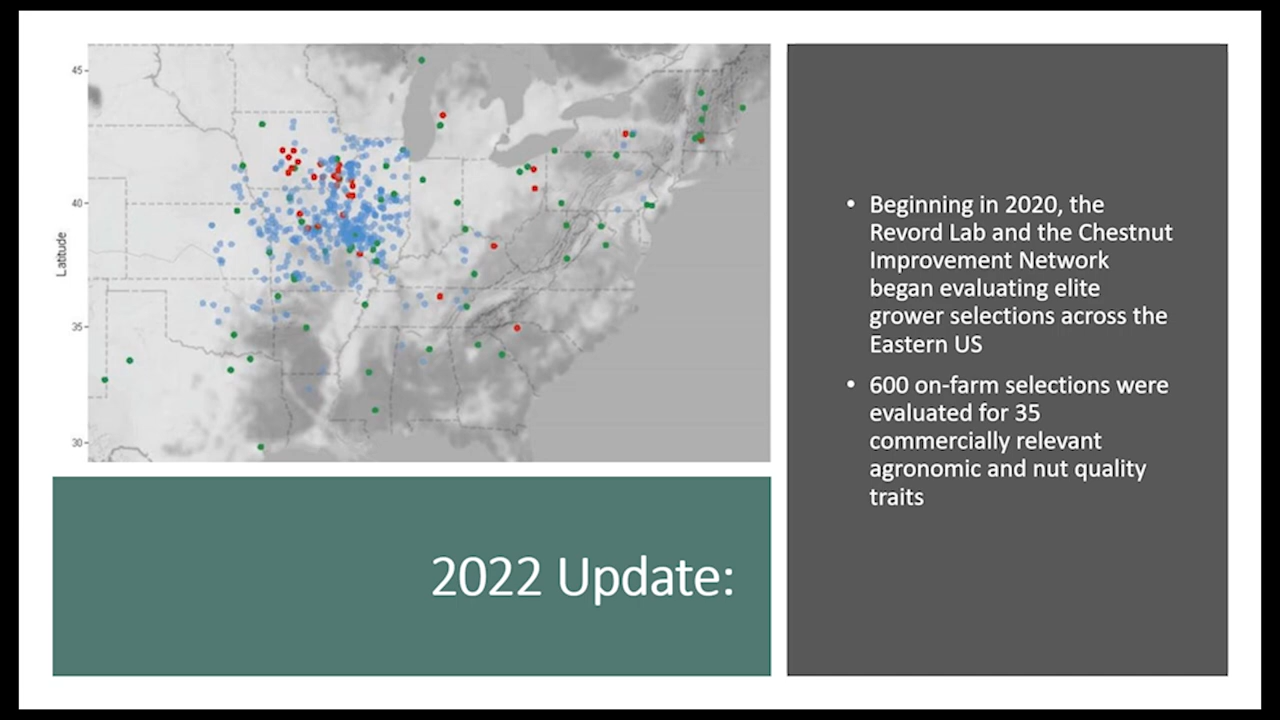 45
40
35
30
Latitude
2022 Update:
• Beginning in 2020, the
Revord Lab and the Chestnut
Improvement Network
began evaluating elite
grower selections across the
Eastern US
• 600 on-farm selections were
evaluated for 35
commercially relevant
agronomic and nut quality
traits